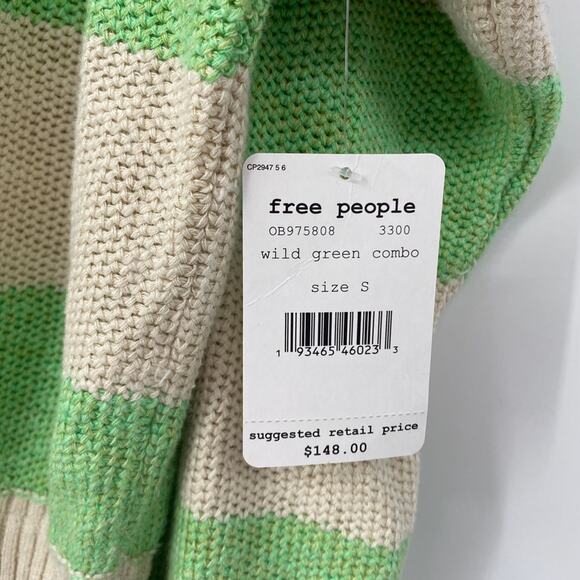 CP2947 5 6
free people
OB975808 3300
wild green combo
size S
1 93465 46023 3
suggested retail price
$148.00